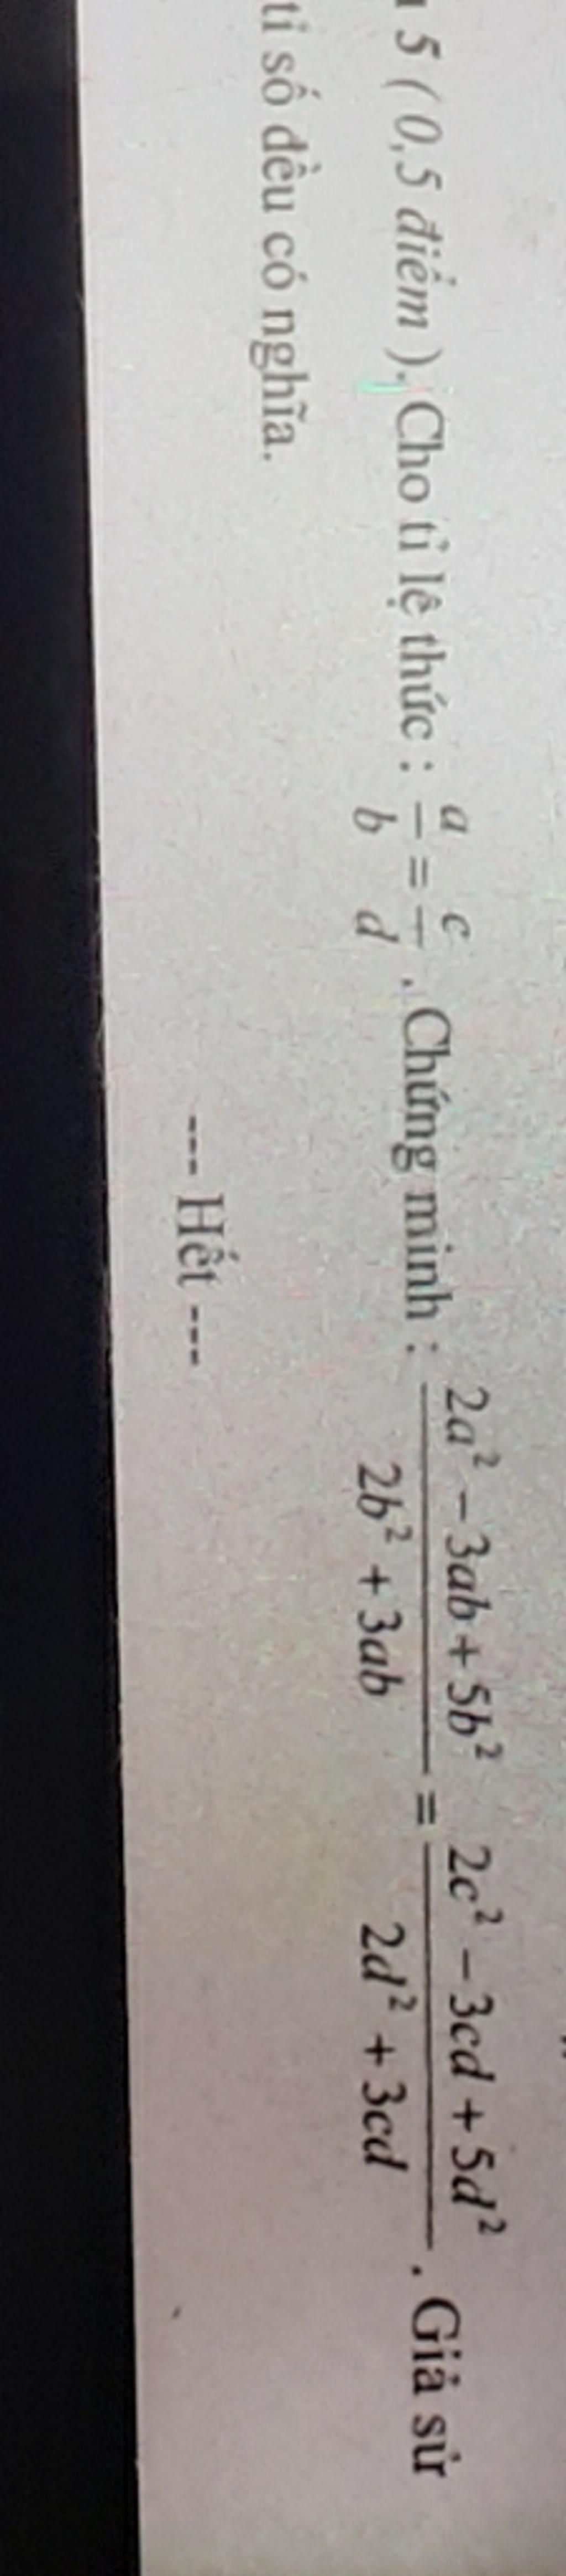 5 ( 0,5 điểm ). Cho tỉ lệ thức : a/b = c/d . Chứng minh : (2a² – 3ab + 5b²)/(2b² + 3ab) = (2c² – 3cd + 5d²)/(2d² + 3cd) . Giả sử
tỉ số đều có nghĩa.
--- Hết ---